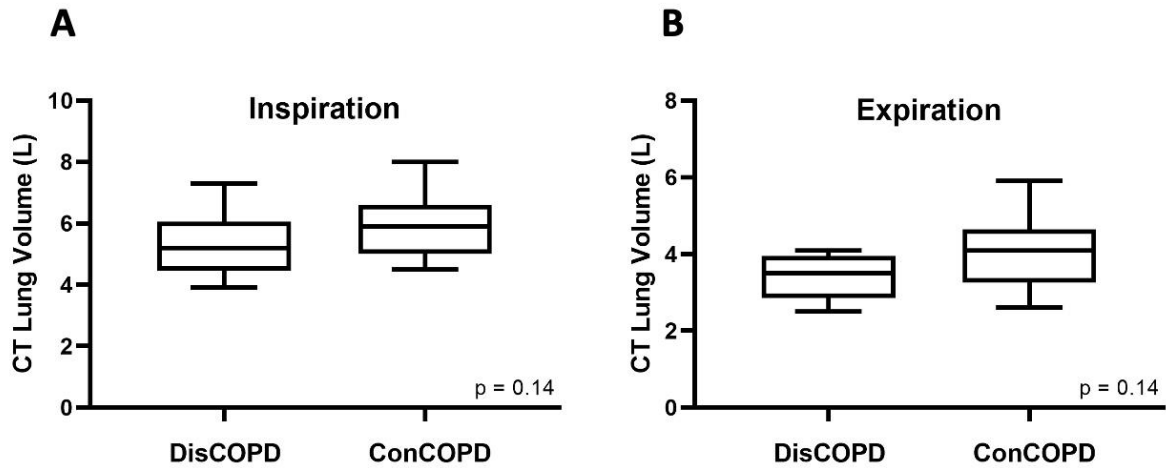 A
Inspiration
CT Lung Volume (L)
10
8
6
4
2
0
p = 0.14
DisCOPD ConCOPD
B
Expiration
CT Lung Volume (L)
8
6
4
2
0
p = 0.14
DisCOPD ConCOPD